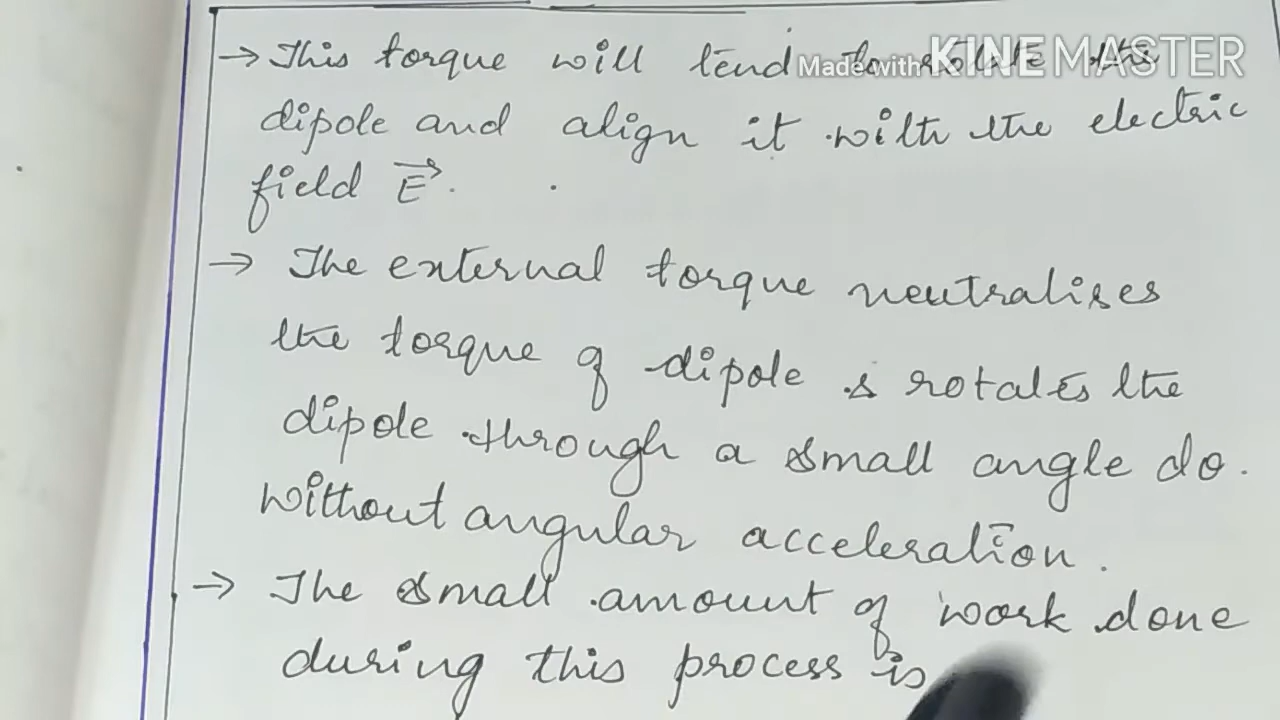 → This torque will tend to rotate the
Made with KINEMASTER
dipole and align it with the electric
field E⃗.
→ The external torque neutralises
the torque of dipole & rotates the
dipole through a small angle dθ.
without angular acceleration.
→ The small amount of work done
during this process is